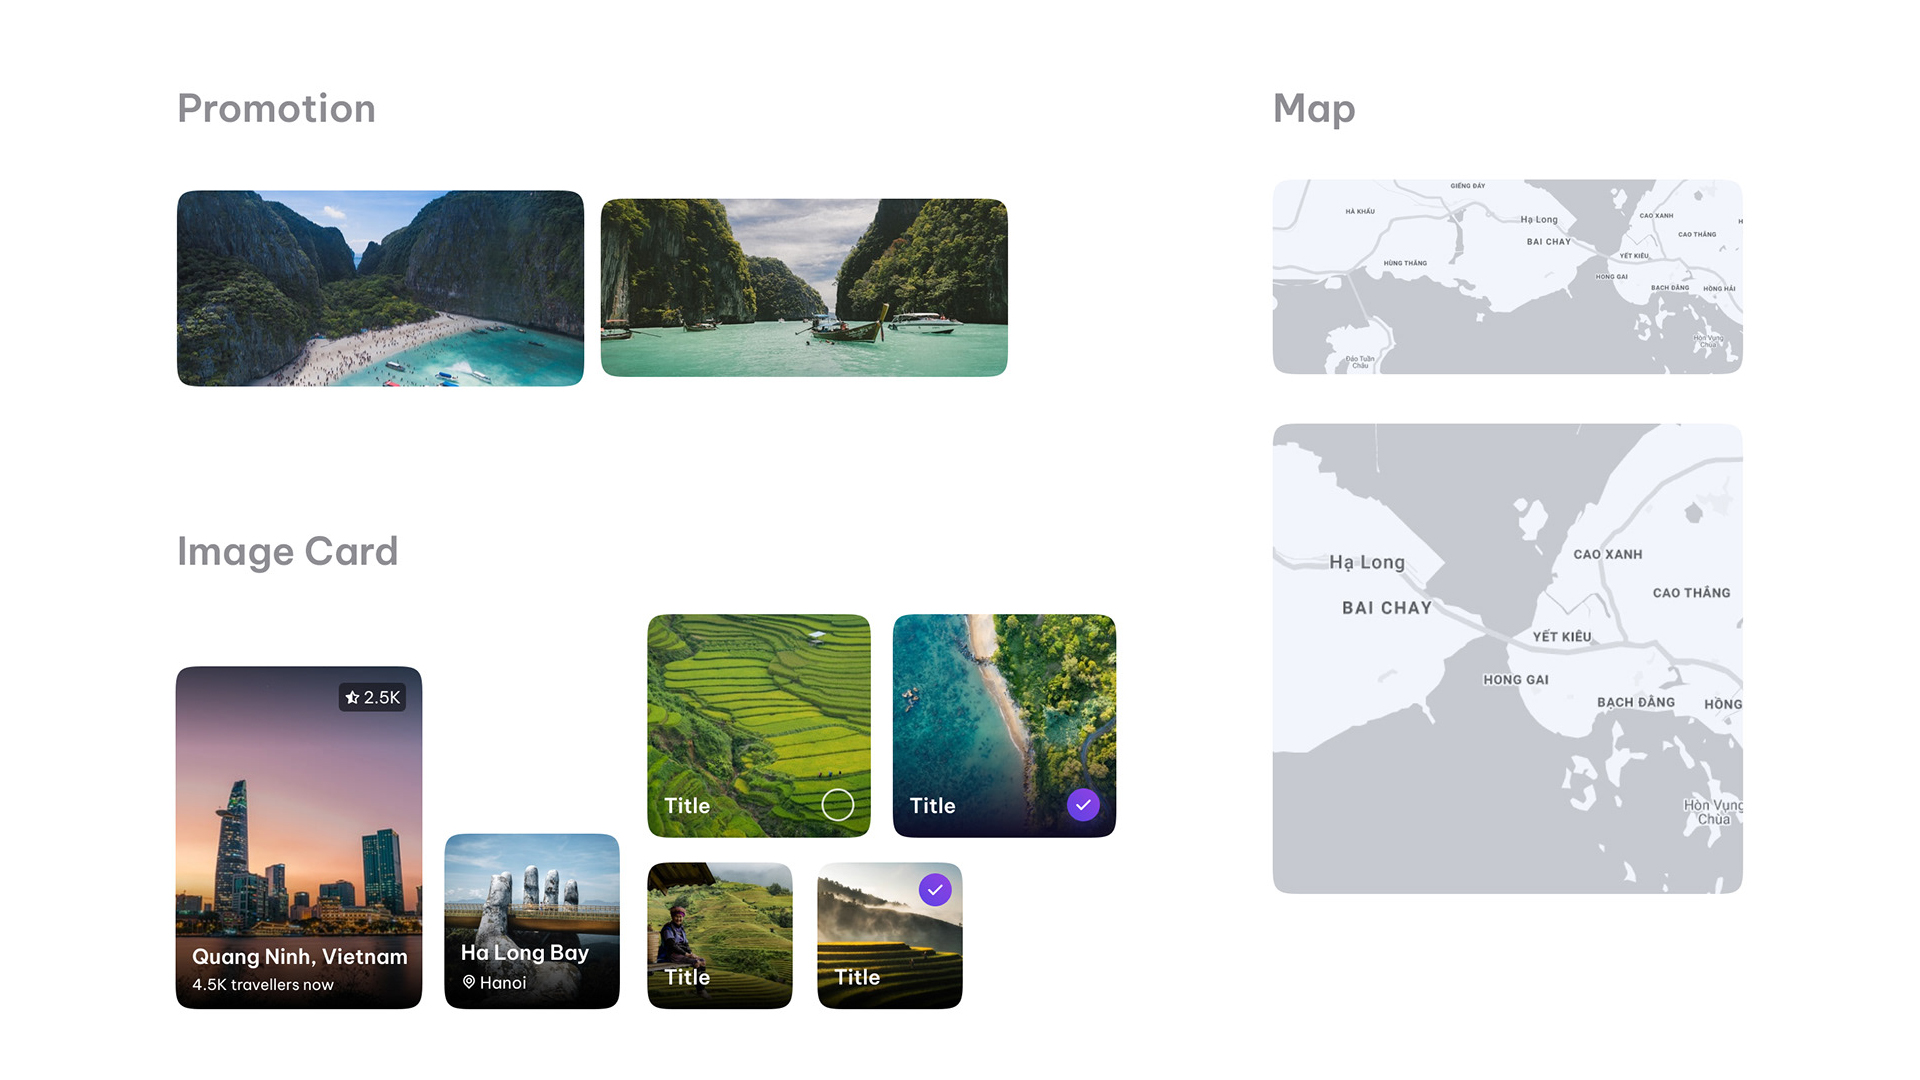 Promotion
Map
GIẾNG ĐÁY
HÀ KHẨU
Hạ Long
CAO XANH
BAI CHAY
CAO THẮNG
YẾT KIÊU
HÙNG THẮNG
HONG GAI
BẠCH ĐẰNG
HỒNG HẢI
Hòn Vụng
Chùa
Đảo Tuần
Châu
Image Card
CAO XANH
Hạ Long
CAO THẮNG
BAI CHAY
YẾT KIÊU
HONG GAI
BẠCH ĐẰNG
HỒNG
Hòn Vụng
Chùa
2.5K
Quang Ninh, Vietnam
4.5K travellers now
Ha Long Bay
Hanoi
Title
Title
Title
Title